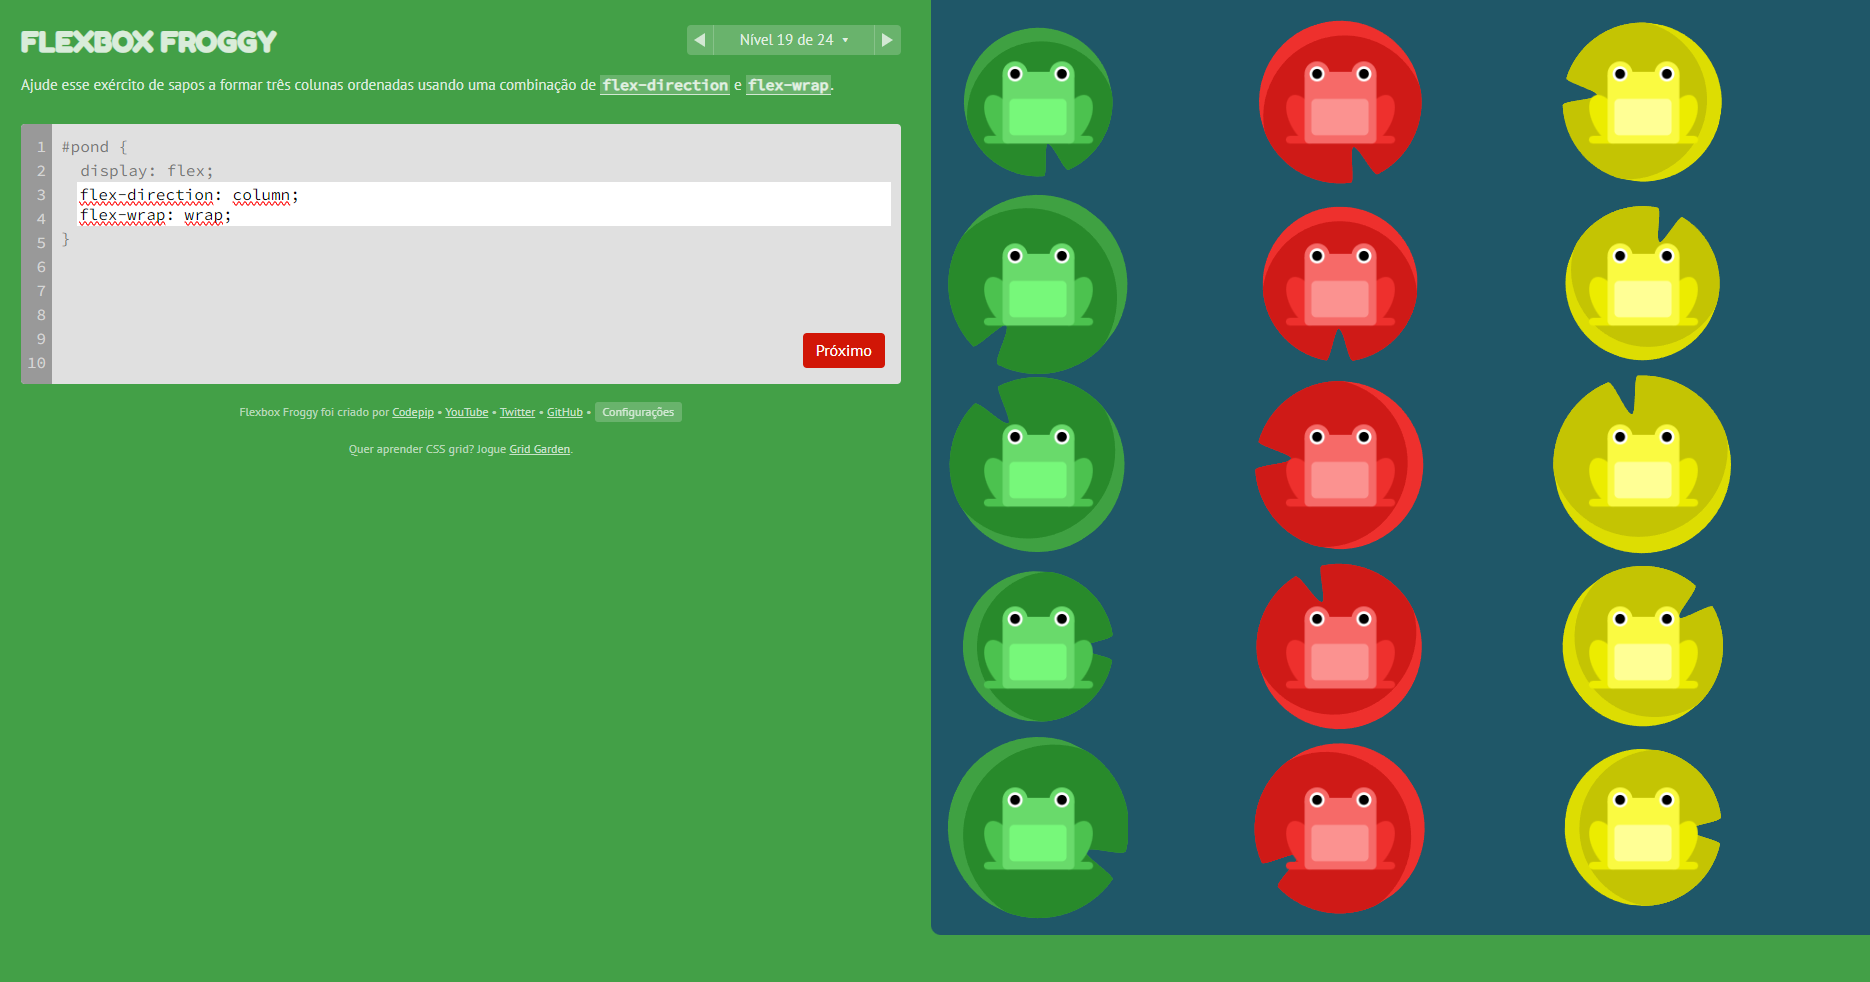 FLEXBOX FROGGY
Nível 19 de 24
Ajude esse exército de sapos a formar três colunas ordenadas usando uma combinação de flex-direction e flex-wrap.
1 #pond {
2 display: flex;
3 flex-direction: column;
4 flex-wrap: wrap;
5 }
6
7
8
9
10
Próximo
Flexbox Froggy foi criado por Codepip • YouTube • Twitter • GitHub • Configurações
Quer aprender CSS grid? Jogue Grid Garden.